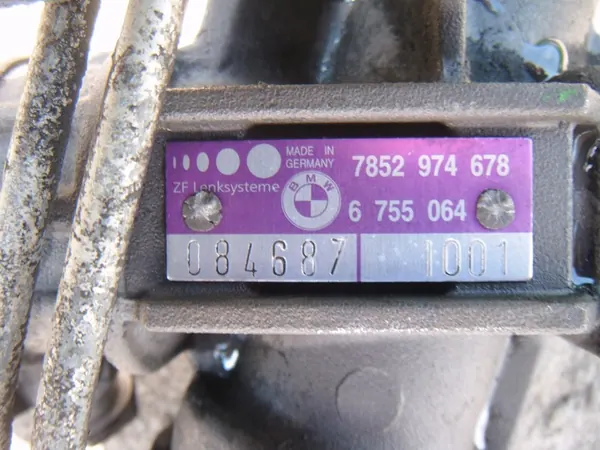 MADE IN
GERMANY
7852 974 678
ZF Lenksysteme
BMW
6 755 064
084687 1001